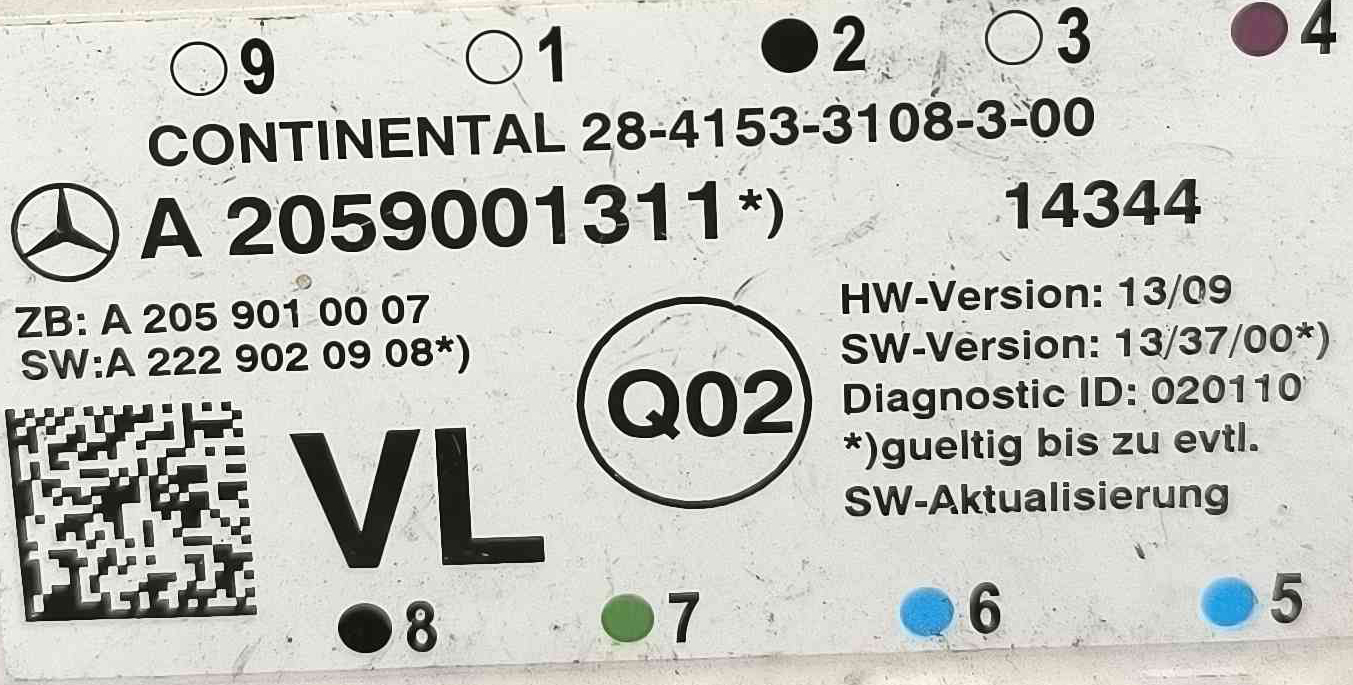 9 1 2 3 4
CONTINENTAL 28-4153-3108-3-00
A 2059001311*) 14344
ZB: A 205 901 00 07
SW:A 222 902 09 08*)
VL
Q02
HW-Version: 13/09
SW-Version: 13/37/00*)
Diagnostic ID: 020110
*)gueltig bis zu evtl.
SW-Aktualisierung
8 7 6 5